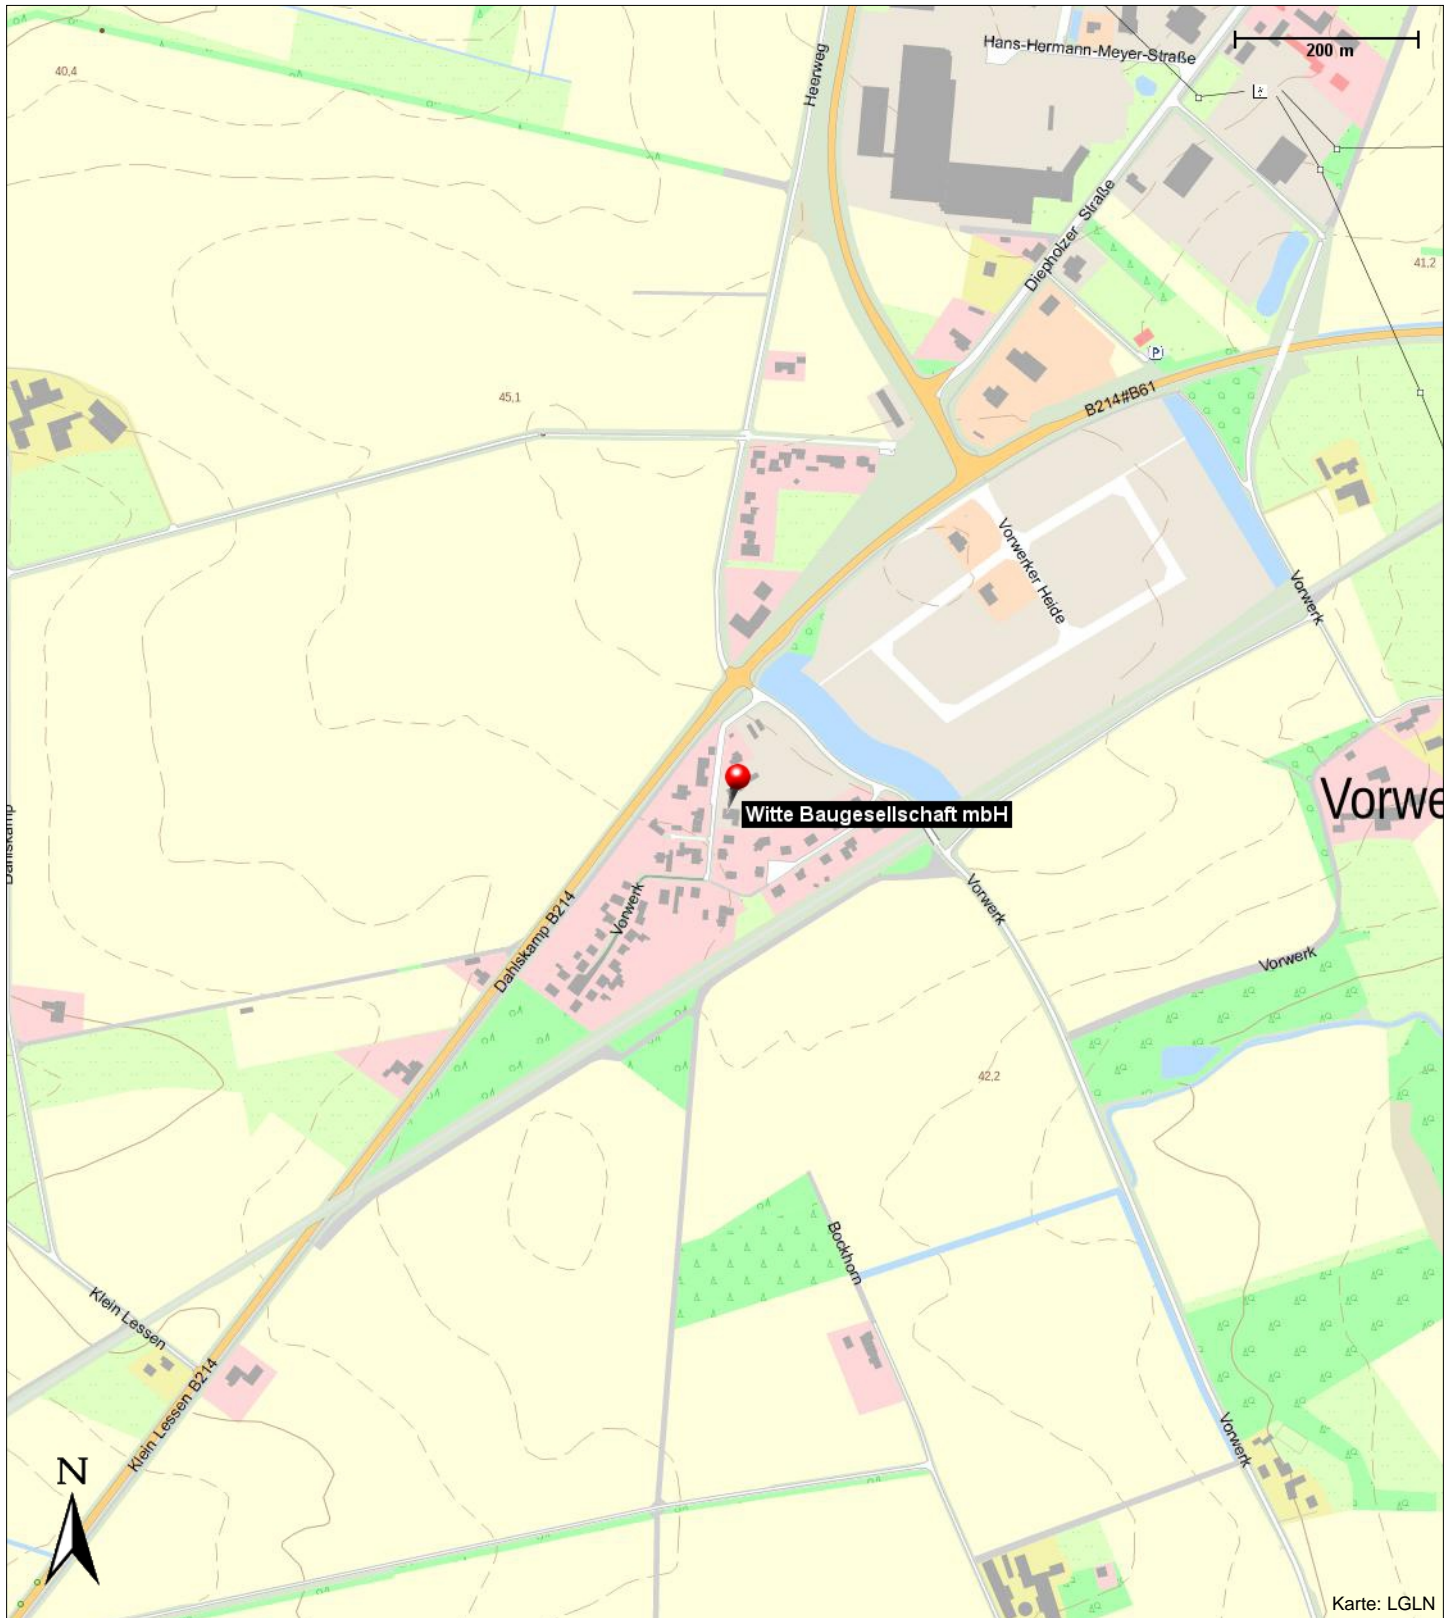 Hans-Hermann-Meyer-Straße
200 m
Heerweg
40,4
Diepholzer Straße
41,2
P
B214#B61
45,1
Vorwerker Heide
Vorwerk
Vorwe
Witte Baugesellschaft mbH
Dahlskamp
Vorwerk
Vorwerk
Dahlskamp B214
Vorwerk
42,2
Bockhorn
Klein Lessen
Klein Lessen B214
Vorwerk
N
Karte: LGLN